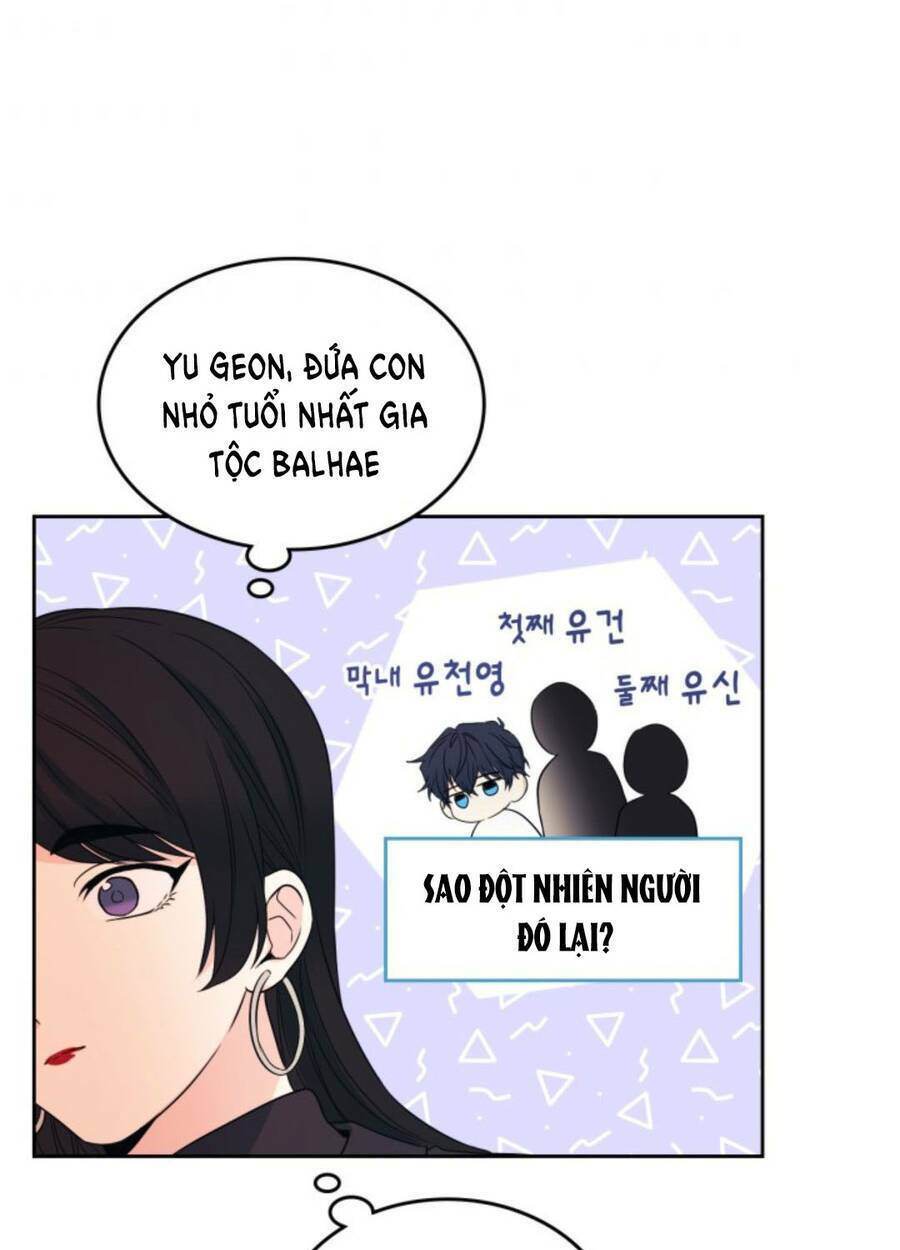 YU GEON, ĐỨA CON
NHỎ TUỔI NHẤT GIA
TỘC BALHAE
첫째 유건
막내 유천영
둘째 유신
SAO ĐỘT NHIÊN NGƯỜI
ĐÓ LẠI?